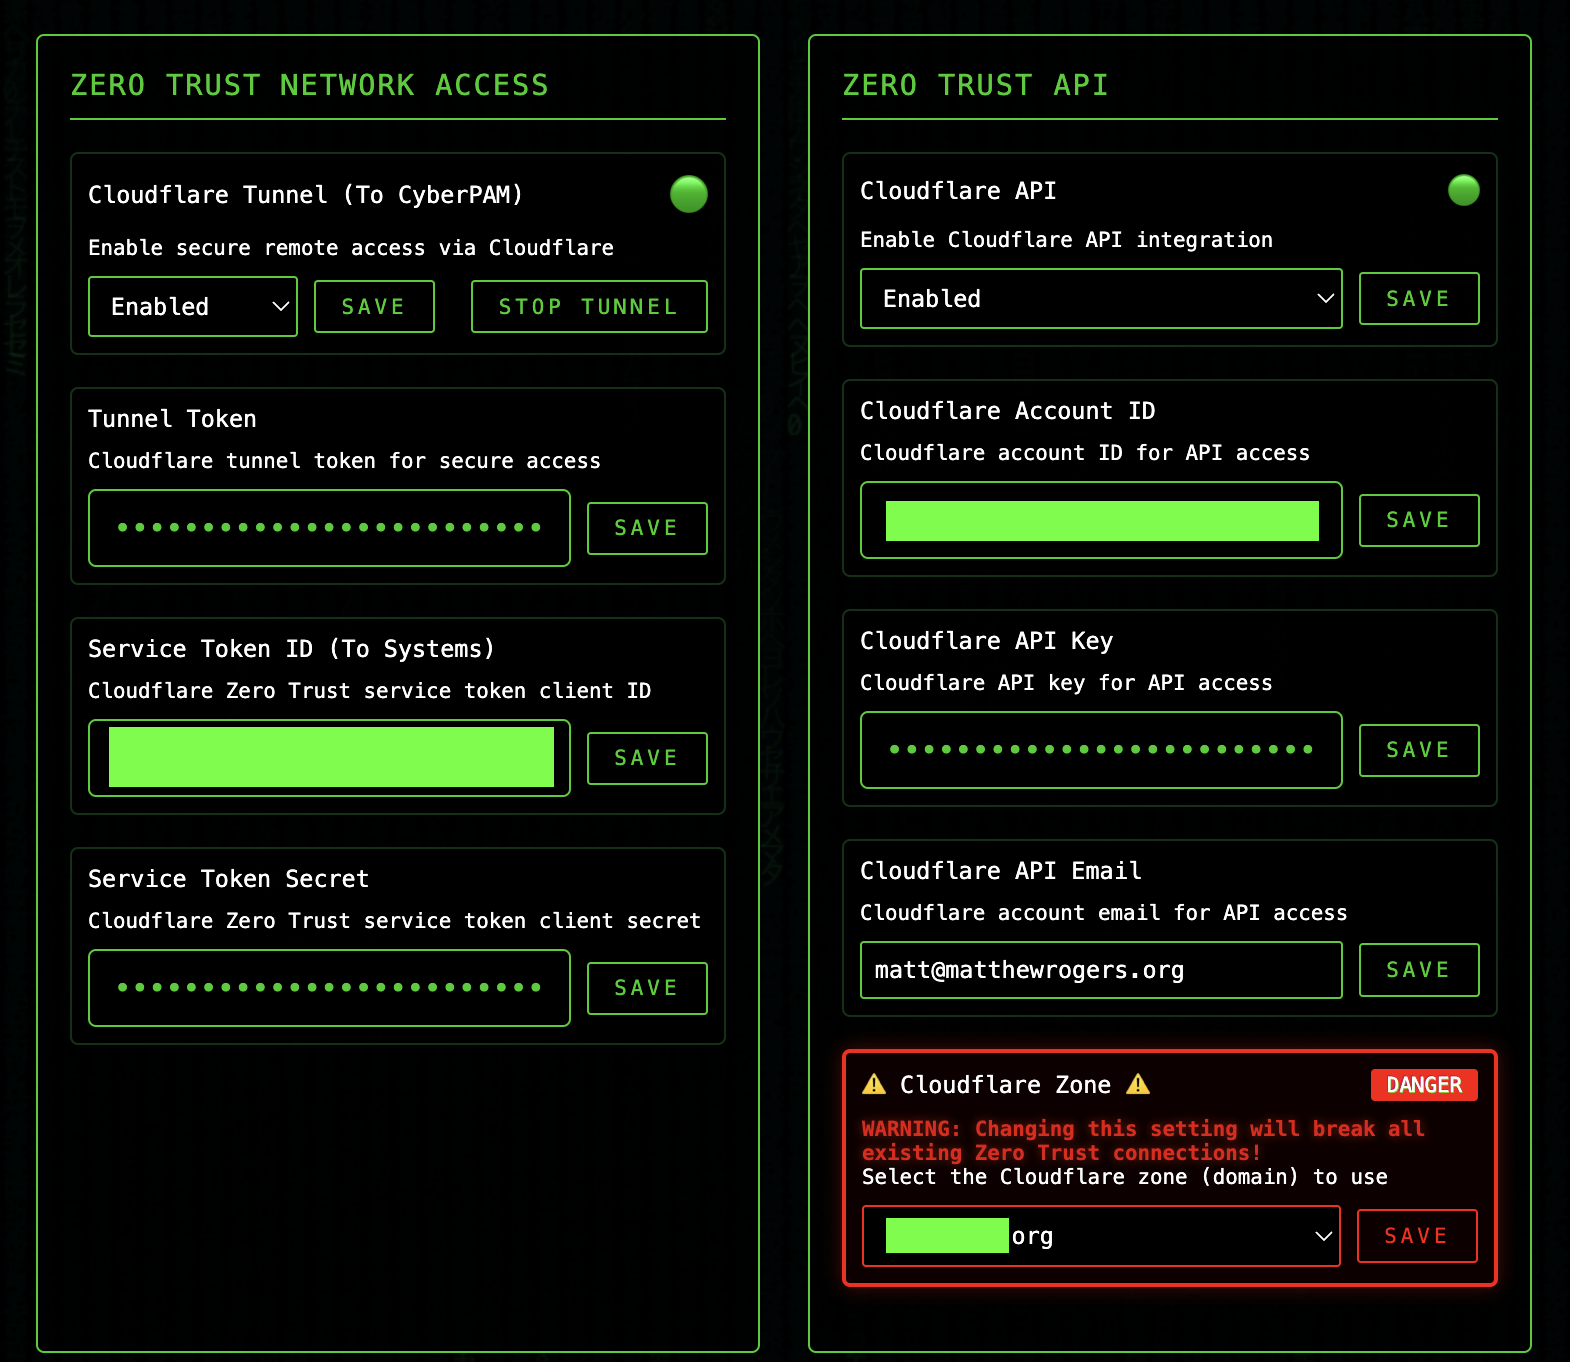 ZERO TRUST NETWORK ACCESS
Cloudflare Tunnel (To CyberPAM)
Enable secure remote access via Cloudflare
Enabled
SAVE
STOP TUNNEL
Tunnel Token
Cloudflare tunnel token for secure access
•••••••••••••••••••••••••
SAVE
Service Token ID (To Systems)
Cloudflare Zero Trust service token client ID
SAVE
Service Token Secret
Cloudflare Zero Trust service token client secret
•••••••••••••••••••••••••
SAVE
ZERO TRUST API
Cloudflare API
Enable Cloudflare API integration
Enabled
SAVE
Cloudflare Account ID
Cloudflare account ID for API access
SAVE
Cloudflare API Key
Cloudflare API key for API access
•••••••••••••••••••••••••
SAVE
Cloudflare API Email
Cloudflare account email for API access
matt@matthewrogers.org
SAVE
⚠️ Cloudflare Zone ⚠️
DANGER
WARNING: Changing this setting will break all
existing Zero Trust connections!
Select the Cloudflare zone (domain) to use
org
SAVE